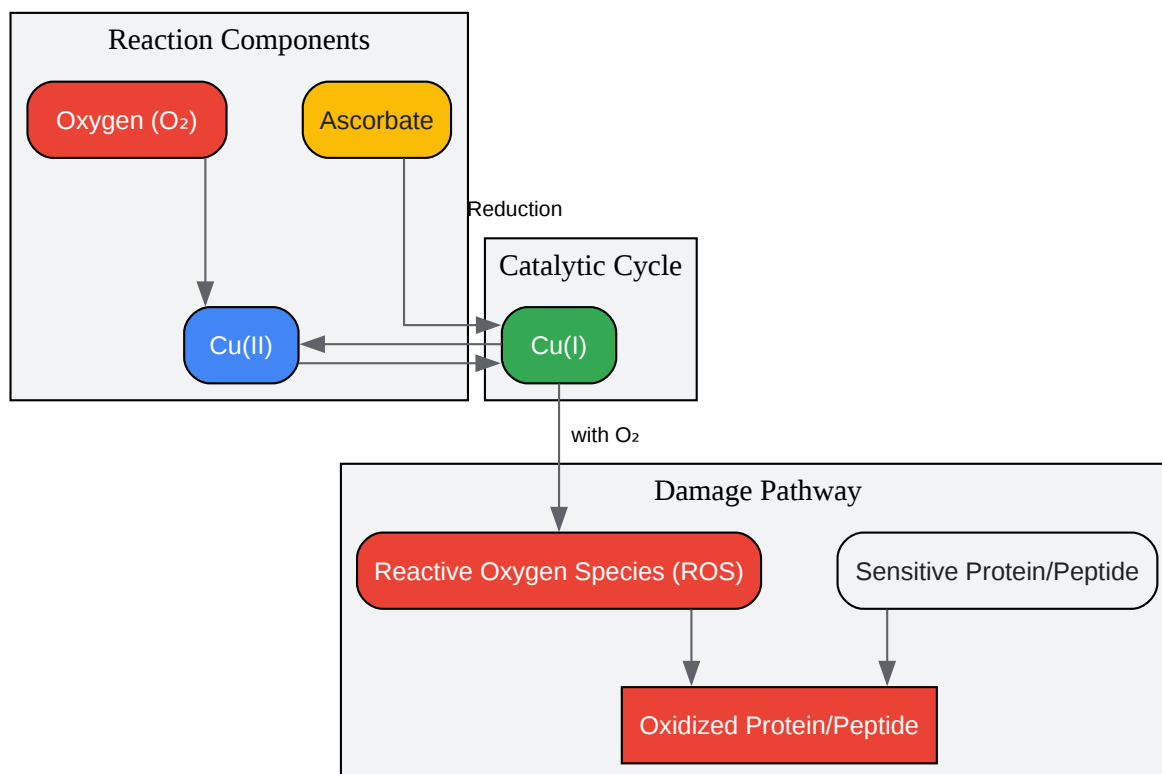 Reaction Components
Oxygen (O₂)
Ascorbate
Reduction
Catalytic Cycle
Cu(II)
Cu(I)
with O₂
Damage Pathway
Reactive Oxygen Species (ROS)
Sensitive Protein/Peptide
Oxidized Protein/Peptide